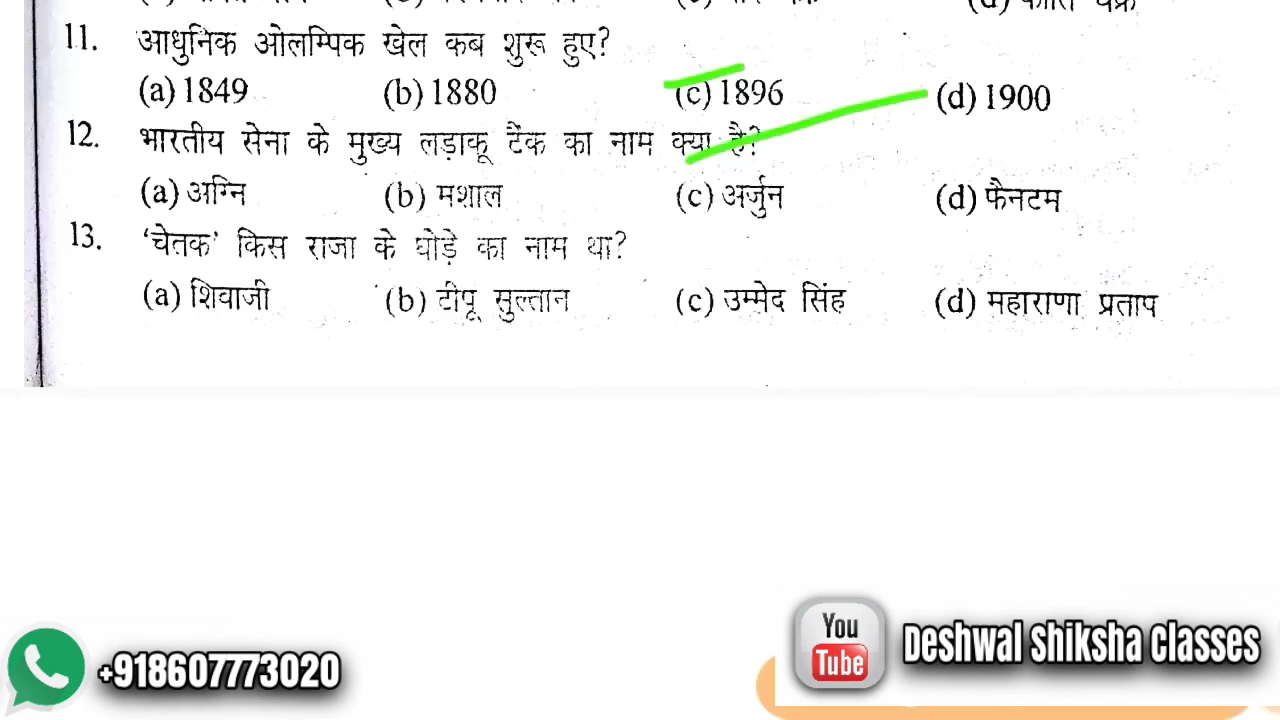 11. आधुनिक ओलम्पिक खेल कब शुरू हुए?
(a) 1849 (b) 1880 (c) 1896 (d) 1900
12. भारतीय सेना के मुख्य लड़ाकू टैंक का नाम क्या है?
(a) अग्नि (b) मशाल (c) अर्जुन (d) फैनटम
13. 'चेतक' किस राजा के घोड़े का नाम था?
(a) शिवाजी (b) टीपू सुल्तान (c) उम्मेद सिंह (d) महाराणा प्रताप
You Tube
Deshwal Shiksha classes
+918607773020